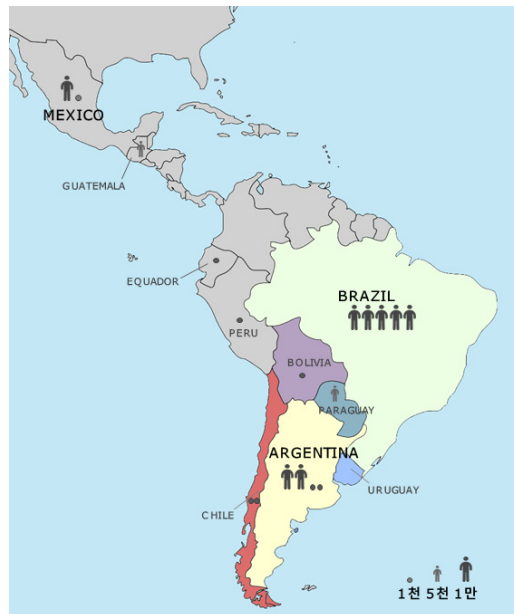 MEXICO
GUATEMALA
EQUADOR
BRAZIL
PERU
BOLIVIA
PARAGUAY
ARGENTINA
URUGUAY
CHILE
1천 5천 1만